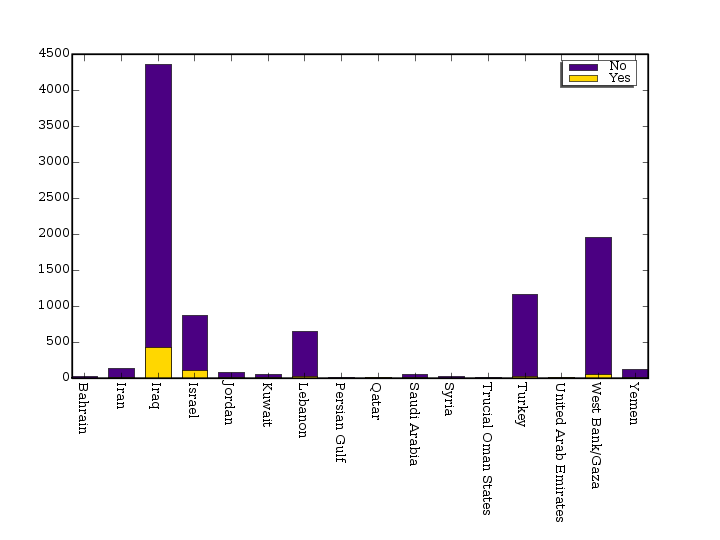 4500
4000
3500
3000
2500
2000
1500
1000
500
0
No
Yes
Bahrain
Iran
Iraq
Israel
Jordan
Kuwait
Lebanon
Persian Gulf
Qatar
Saudi Arabia
Syria
Trucial Oman States
Turkey
United Arab Emirates
West Bank/Gaza
Yemen